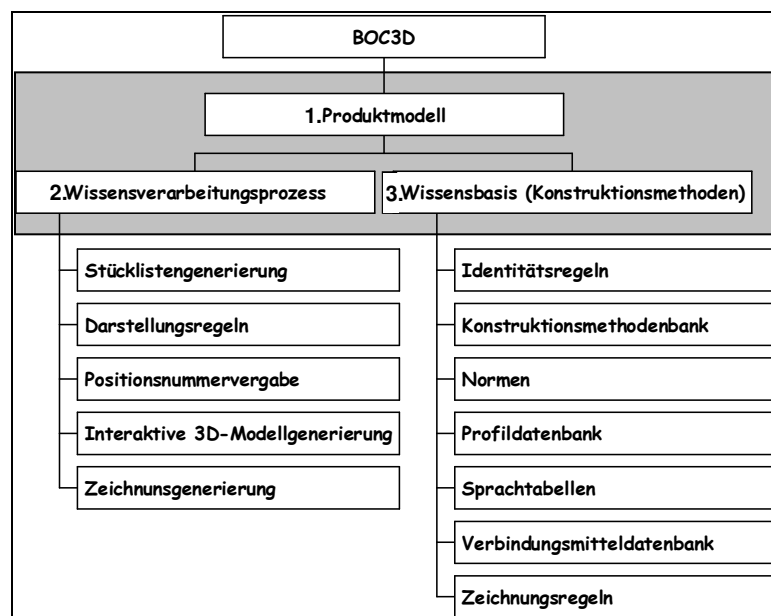 BOC3D
1.Produktmodell
2.Wissensverarbeitungsprozess
3.Wissensbasis (Konstruktionsmethoden)
Stücklistengenerierung
Darstellungsregeln
Positionsnummervergabe
Interaktive 3D-Modellgenerierung
Zeichnunsgenerierung
Identitätsregeln
Konstruktionsmethodenbank
Normen
Profildatenbank
Sprachtabellen
Verbindungsmitteldatenbank
Zeichnungsregeln